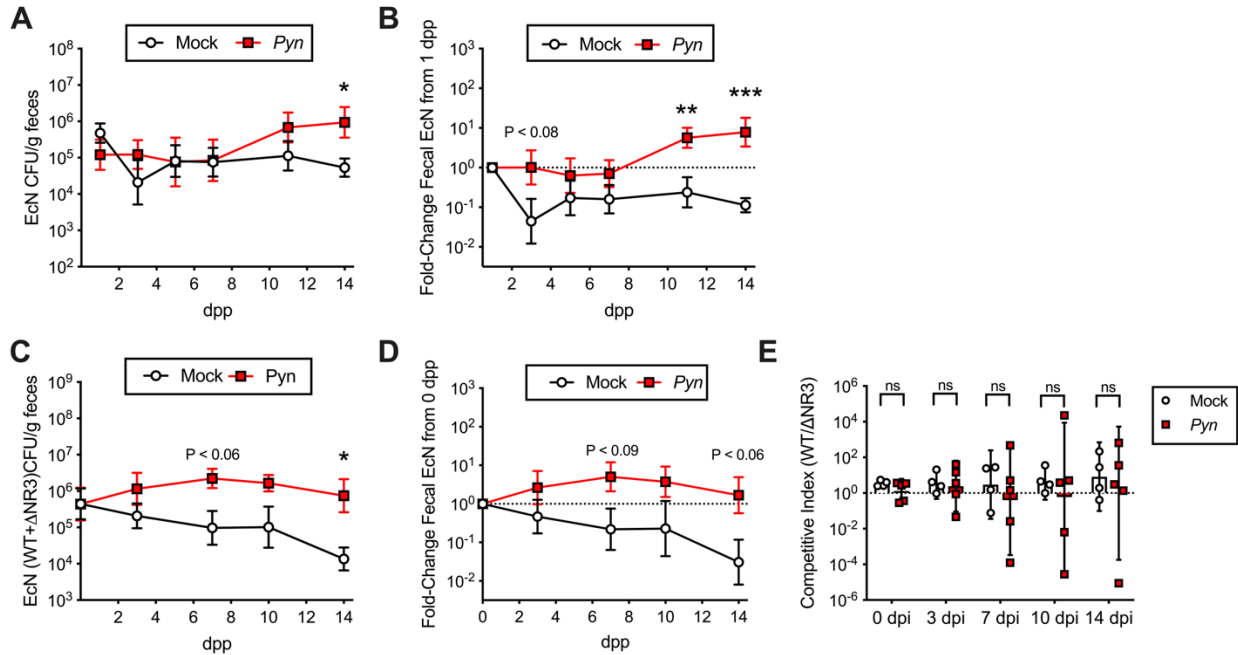 A
Mock Pyn
EcN CFU/g feces
10^8
10^7
10^6
10^5
10^4
10^3
10^2
*
2 4 6 8 10 12 14
dpp
B
Mock Pyn
Fold-Change Fecal EcN from 1 dpp
10^3
10^2
10^1
10^0
10^-1
10^-2
P < 0.08
**
***
2 4 6 8 10 12 14
dpp
C
Mock Pyn
EcN (WT+ΔNR3)CFU/g feces
10^9
10^8
10^7
10^6
10^5
10^4
10^3
P < 0.06
*
2 4 6 8 10 12 14
dpp
D
Mock Pyn
Fold-Change Fecal EcN from 0 dpp
10^3
10^2
10^1
10^0
10^-1
10^-2
P < 0.09
P < 0.06
0 2 4 6 8 10 12 14
dpp
E
Competitive Index (WT/ΔNR3)
10^6
10^4
10^2
10^0
10^-2
10^-4
10^-6
ns ns ns ns ns
Mock
Pyn
0 dpi 3 dpi 7 dpi 10 dpi 14 dpi